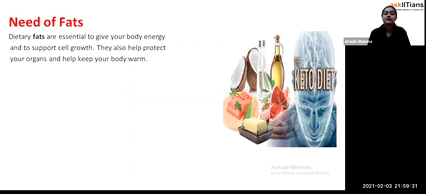 askIITians
Need of Fats
Dietary fats are essential to give your body energy
and to support cell growth. They also help protect
your organs and help keep your body warm.
KETO DIET
Activate Windows
2021-02-03 21:59:31